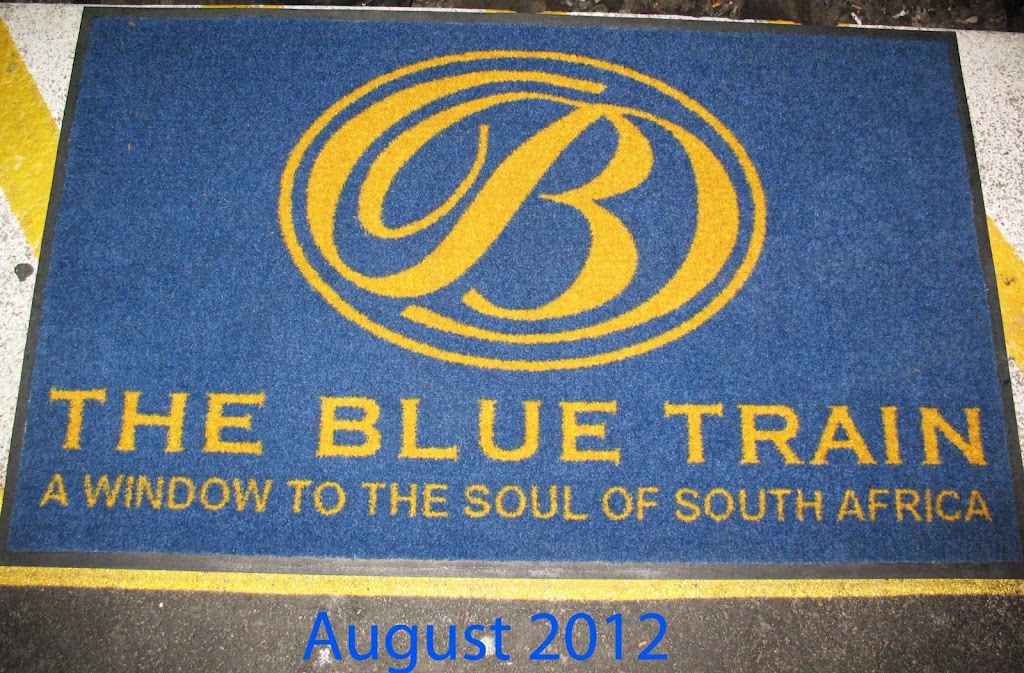 B
THE BLUE TRAIN
A WINDOW TO THE SOUL OF SOUTH AFRICA
August 2012